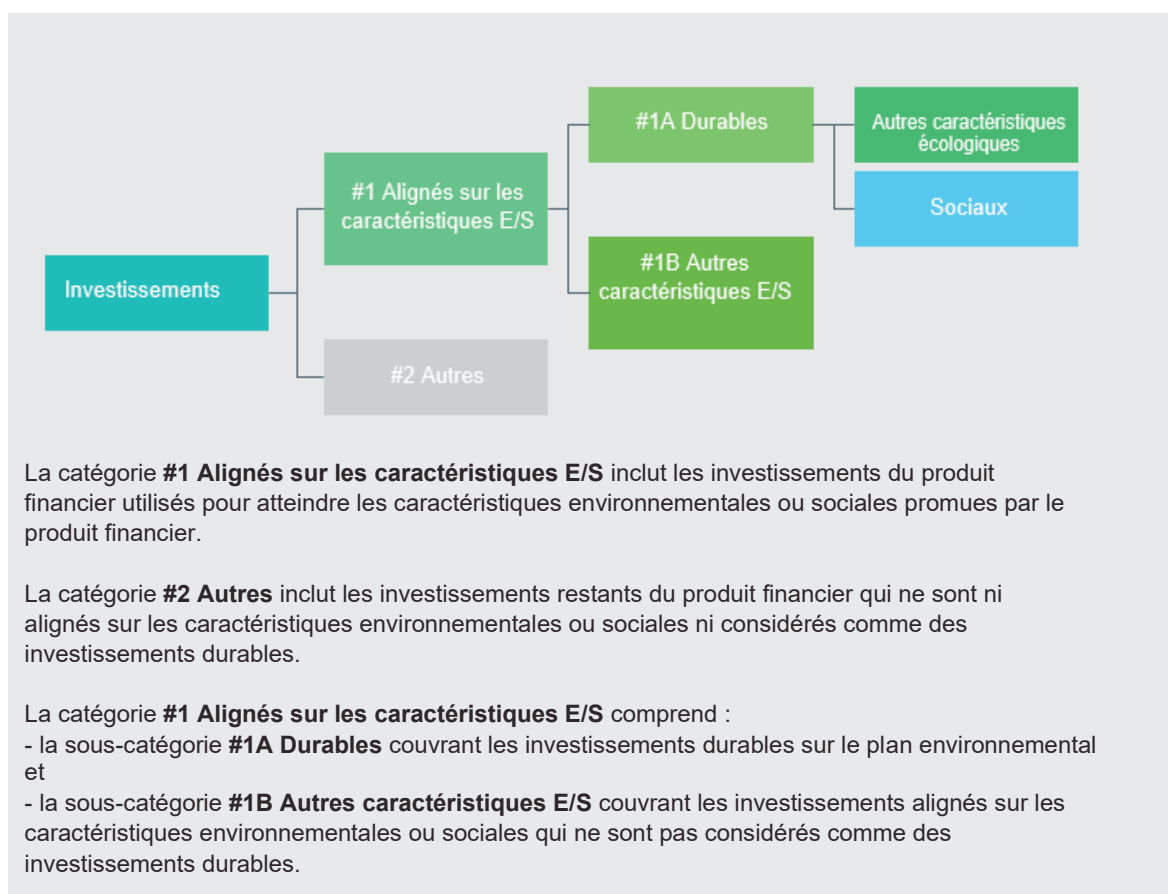 #1A Durables
Autres caractéristiques
écologiques
#1 Alignés sur les
caractéristiques E/S
Sociaux
#1B Autres
caractéristiques E/S
Investissements
#2 Autres
La catégorie #1 Alignés sur les caractéristiques E/S inclut les investissements du produit
financier utilisés pour atteindre les caractéristiques environnementales ou sociales promues par le
produit financier.
La catégorie #2 Autres inclut les investissements restants du produit financier qui ne sont ni
alignés sur les caractéristiques environnementales ou sociales ni considérés comme des
investissements durables.
La catégorie #1 Alignés sur les caractéristiques E/S comprend :
- la sous-catégorie #1A Durables couvrant les investissements durables sur le plan environnemental
et
- la sous-catégorie #1B Autres caractéristiques E/S couvrant les investissements alignés sur les
caractéristiques environnementales ou sociales qui ne sont pas considérés comme des
investissements durables.